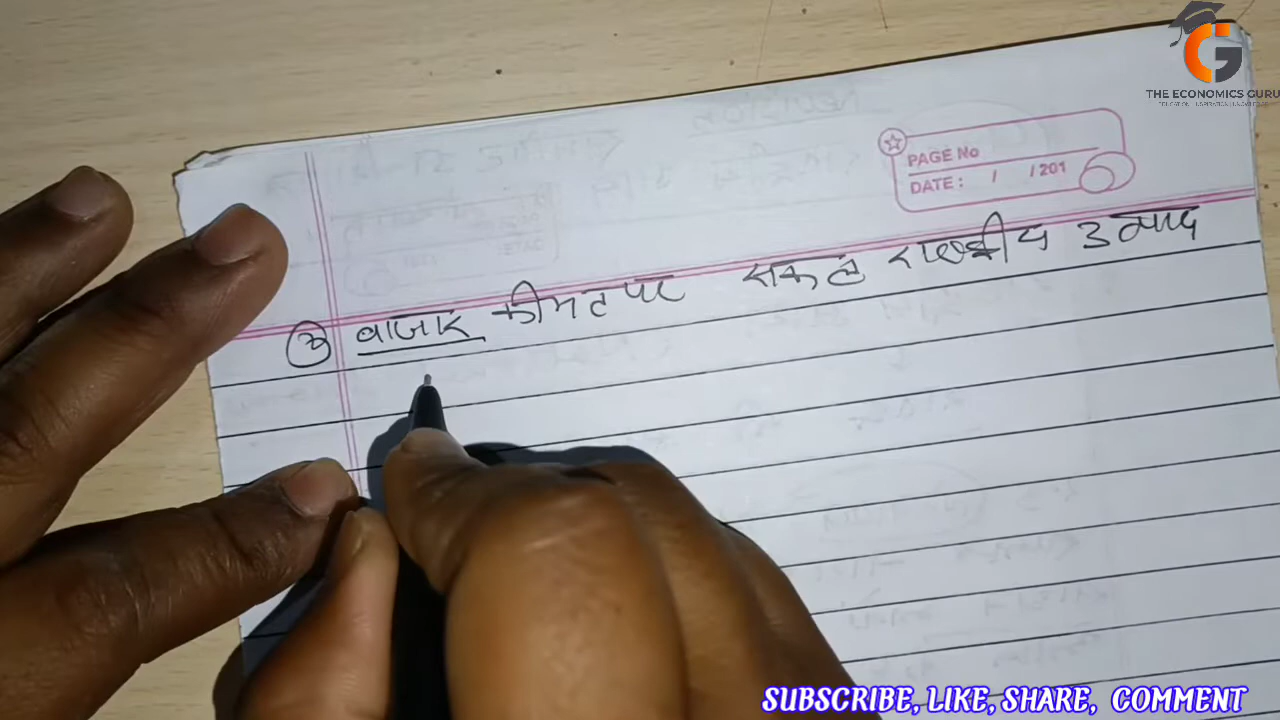 THE ECONOMICS GURU
PAGE No
DATE : / / 201
③ बाजार कीमत पर सकल राष्ट्रीय उत्पाद
SUBSCRIBE, LIKE, SHARE, COMMENT